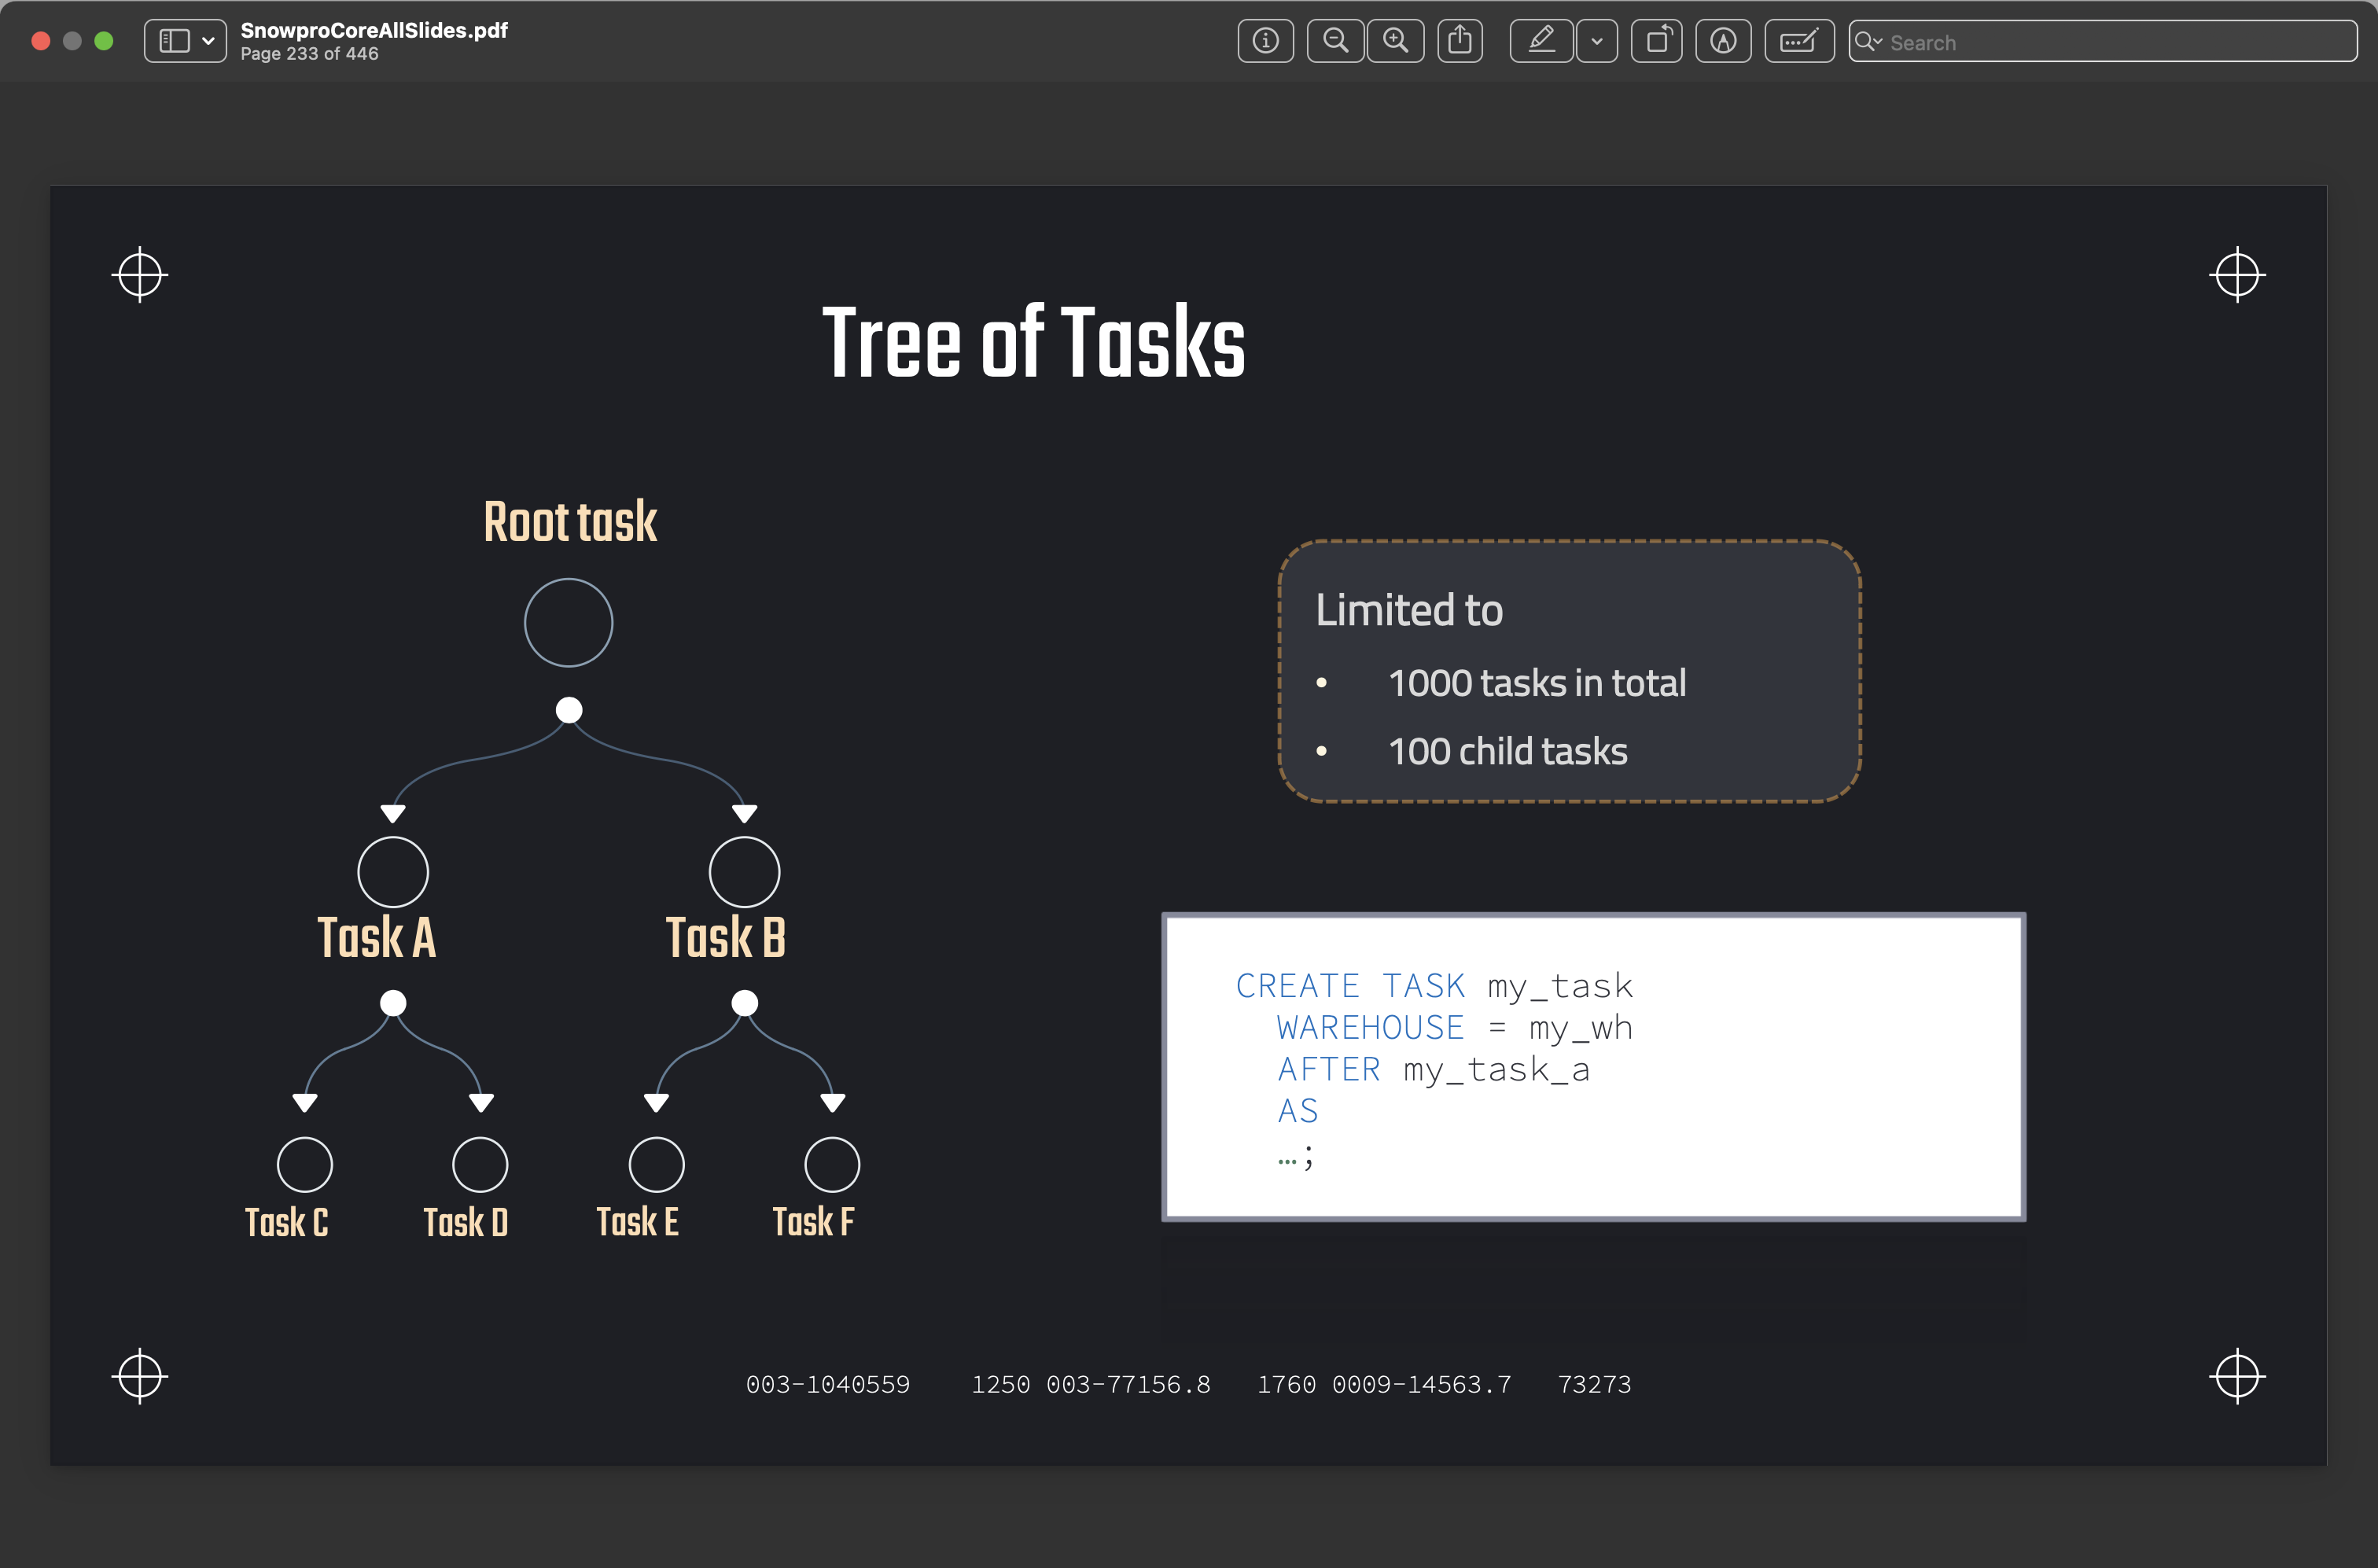 SnowproCoreAllSlides.pdf
Page 233 of 446
Search
Tree of Tasks
Root task
Task A
Task B
Task C
Task D
Task E
Task F
Limited to
• 1000 tasks in total
• 100 child tasks
CREATE TASK my_task
WAREHOUSE = my_wh
AFTER my_task_a
AS
…;
003-1040559 1250 003-77156.8 1760 0009-14563.7 73273